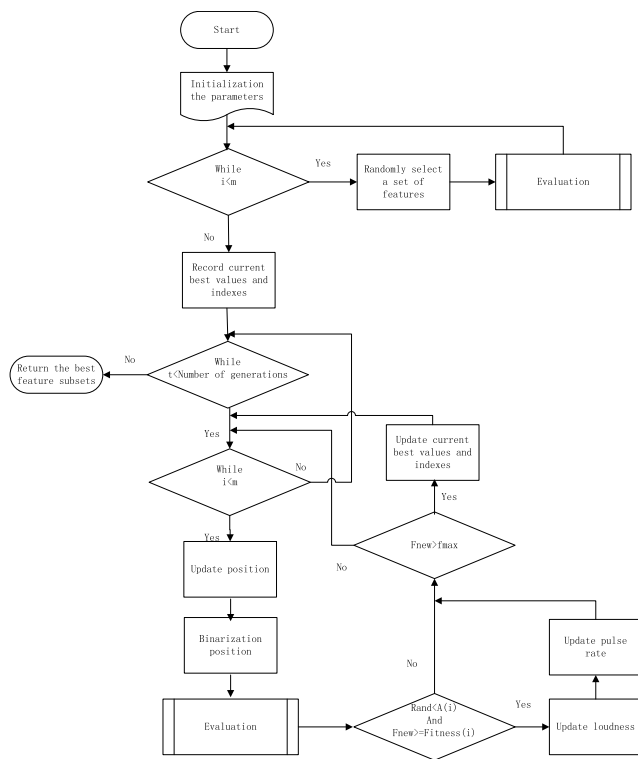 Start
Initialization
the parameters
While
i<m
Yes
Randomly select
a set of
features
Evaluation
No
Record current
best values and
indexes
While
t<Number of generations
No
Return the best
feature subsets
Yes
Update current
best values and
indexes
While
i<m
No
Yes
Yes
Fnew>fmax
No
Update position
Binarization
position
Update pulse
rate
No
Evaluation
Rand<A(i)
And
Fnew>=Fitness(i)
Yes
Update loudness